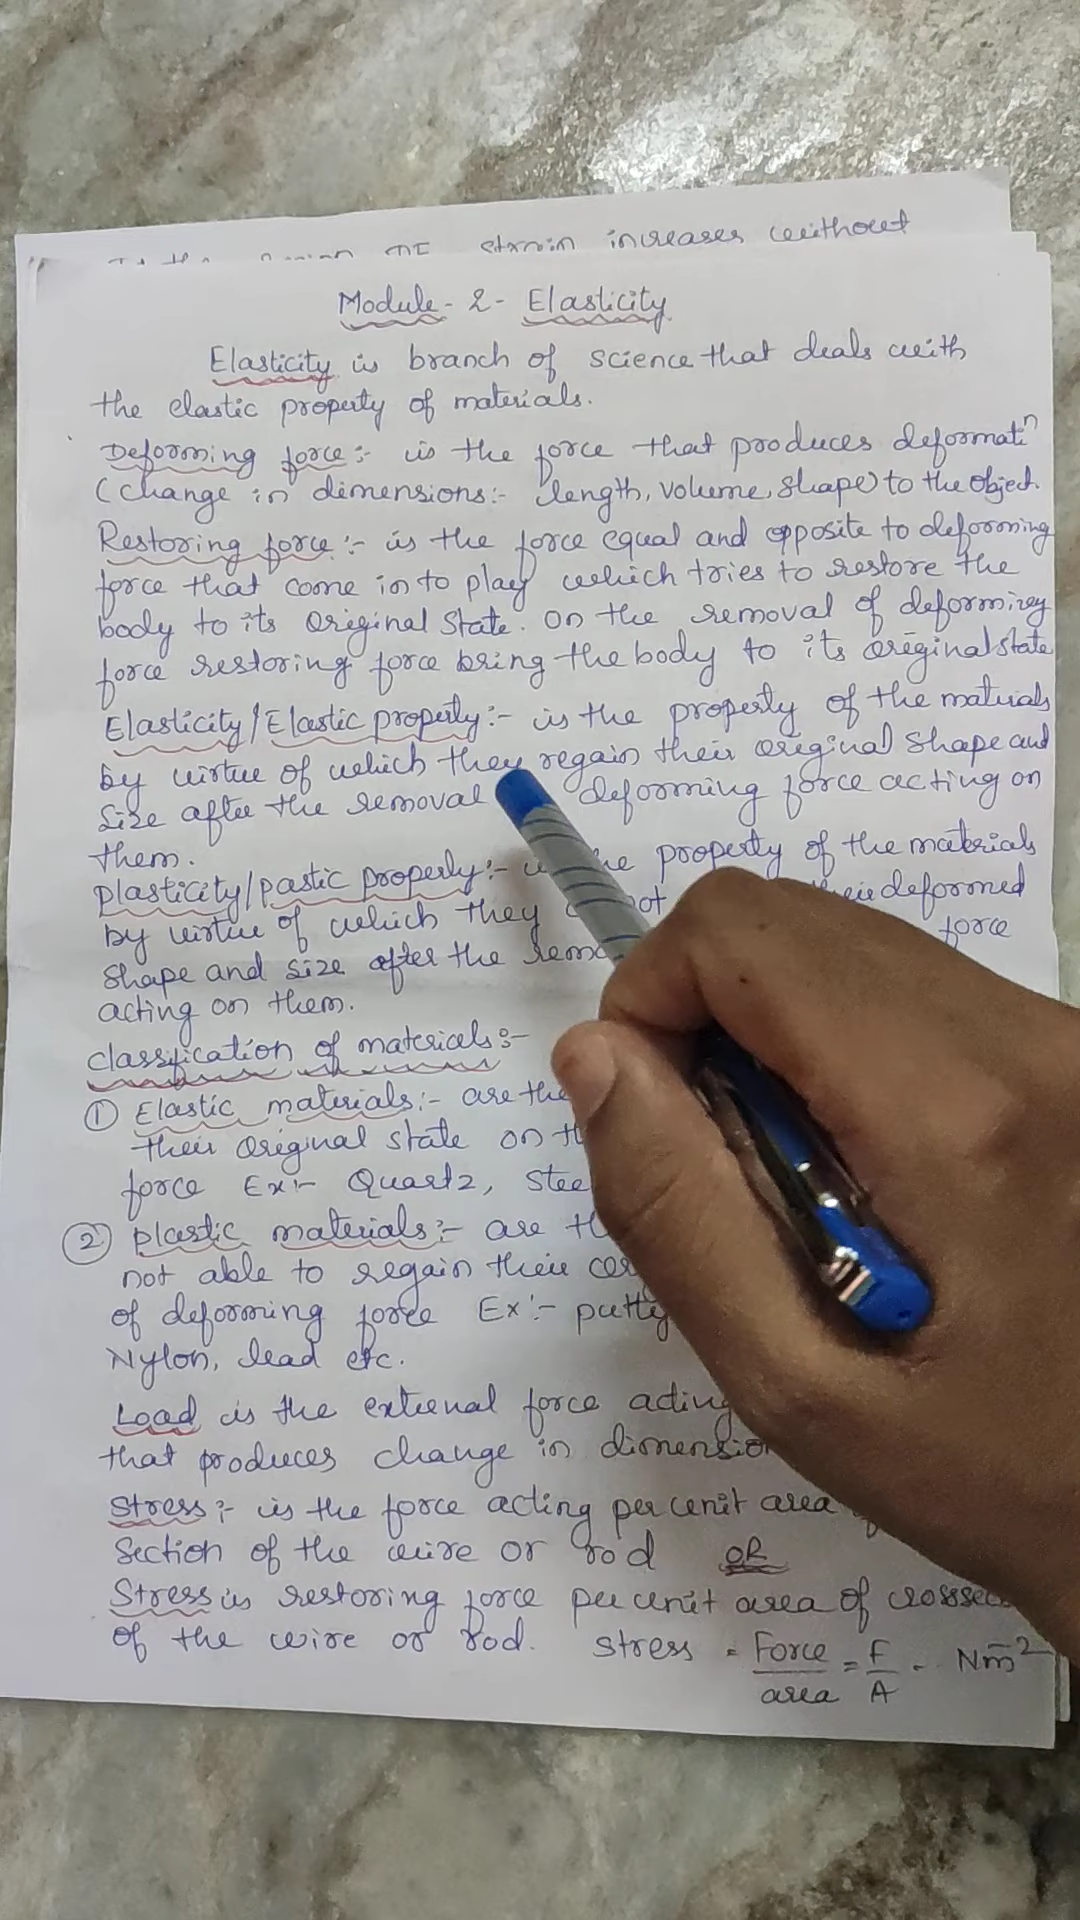 strain increases without
Module - 2 - Elasticity
Elasticity is branch of science that deals with
the elastic property of materials.
Deforming force :- is the force that produces deformatiⁿ
(change in dimensions:- length, volume, shape) to the object.
Restoring force :- is the force equal and opposite to deforming
force that come in to play which tries to restore the
body to its original state. on the removal of deforming
force restoring force bring the body to its original state
Elasticity/Elastic property :- is the property of the materials
by virtue of which they regain their original shape and
size after the removal deforming force acting on
them.
plasticity/pastic property :- the property of the materials
by virtue of which they their deformed
shape and size after the force
acting on them.
classification of materials :-
① Elastic materials :- are the
their original state on
force Ex:- Quartz,
② plastic materials :- are
not able to regain their
of deforming force Ex:- putty
Nylon, lead etc.
Load is the external force acting
that produces change in
Stress :- is the force acting per unit area
section of the wire or rod OR
Stress is restoring force per unit area of
of the wire or rod. stress = Force/area = F/A - Nm⁻²